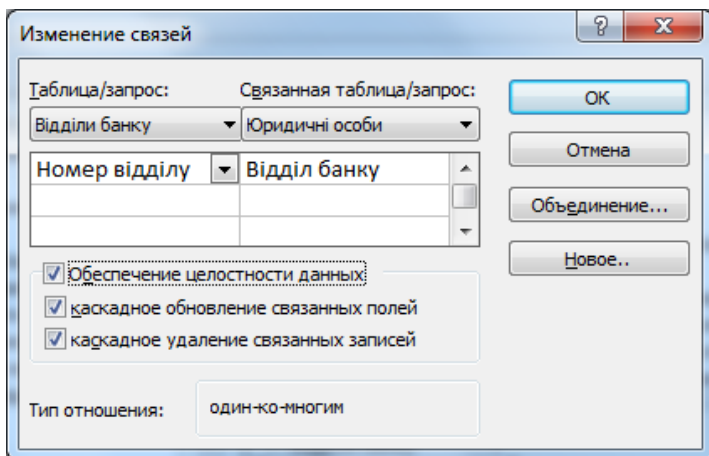 Изменение связей
Таблица/запрос: Связанная таблица/запрос:
Відділи банку Юридичні особи
Номер відділу Відділ банку
Обеспечение целостности данных
каскадное обновление связанных полей
каскадное удаление связанных записей
Тип отношения: один-ко-многим
ОК
Отмена
Объединение...
Новое..